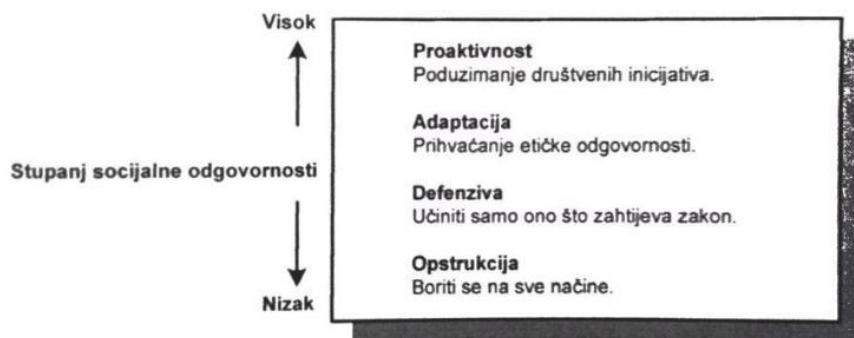 Visok
Proaktivnost
Poduzimanje društvenih inicijativa.
Adaptacija
Prihvaćanje etičke odgovornosti.
Stupanj socijalne odgovornosti
Defenziva
Učiniti samo ono što zahtijeva zakon.
Opstrukcija
Boriti se na sve načine.
Nizak